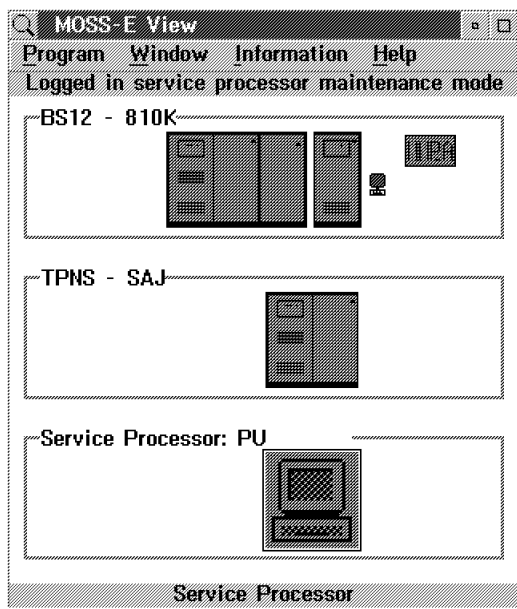 MOSS-E View
Program Window Information Help
Logged in service processor maintenance mode
BS12 - 810K
TPNS - SAJ
Service Processor: PU
Service Processor